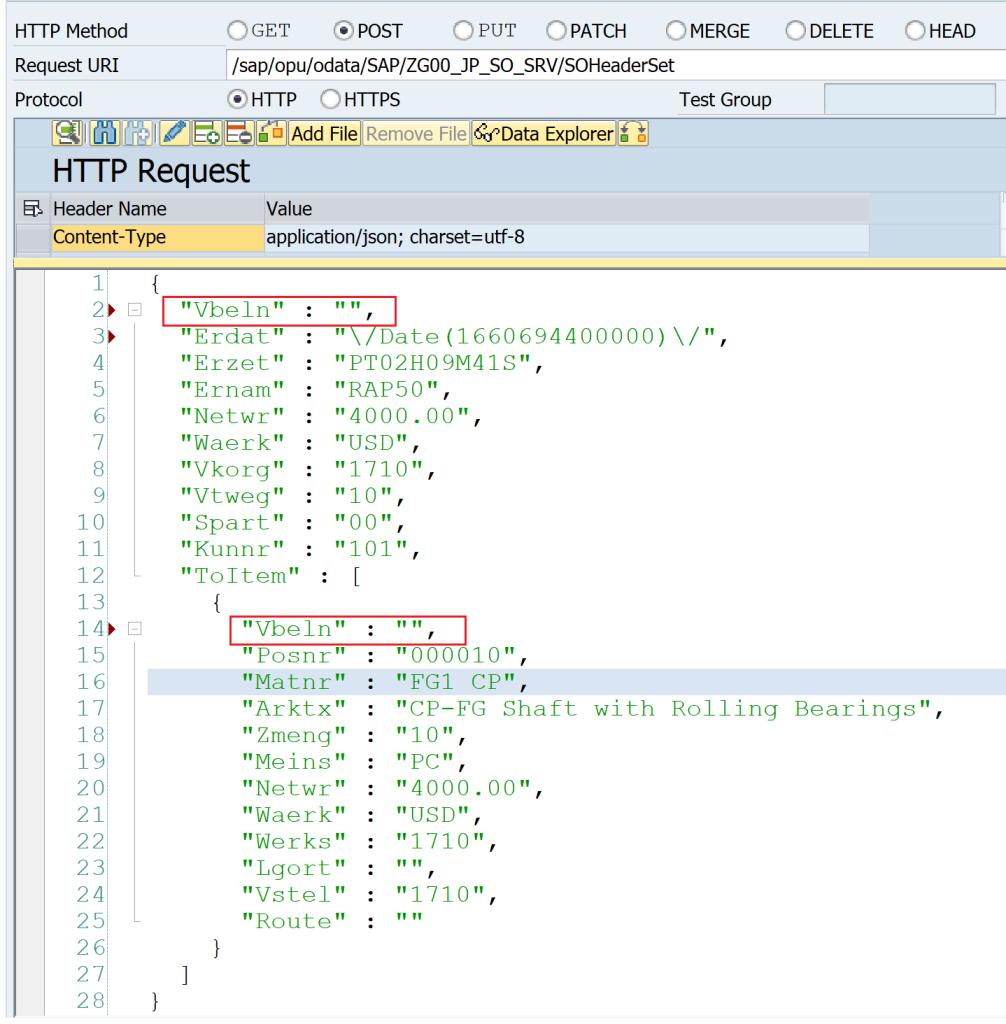 HTTP Method GET POST PUT PATCH MERGE DELETE HEAD
Request URI /sap/opu/odata/SAP/ZG00_JP_SO_SRV/SOHeaderSet
Protocol HTTP HTTPS Test Group
Add File Remove File Data Explorer
HTTP Request
Header Name Value
Content-Type application/json; charset=utf-8
1 {
2 "Vbeln" : "",
3 "Erdat" : "\/Date(1660694400000)\/",
4 "Erzet" : "PT02H09M41S",
5 "Ernam" : "RAP50",
6 "Netwr" : "4000.00",
7 "Waerk" : "USD",
8 "Vkorg" : "1710",
9 "Vtweg" : "10",
10 "Spart" : "00",
11 "Kunnr" : "101",
12 "ToItem" : [
13 {
14 "Vbeln" : "",
15 "Posnr" : "000010",
16 "Matnr" : "FG1_CP",
17 "Arktx" : "CP-FG Shaft with Rolling Bearings",
18 "Zmeng" : "10",
19 "Meins" : "PC",
20 "Netwr" : "4000.00",
21 "Waerk" : "USD",
22 "Werks" : "1710",
23 "Lgort" : "",
24 "Vstel" : "1710",
25 "Route" : ""
26 }
27 ]
28 }